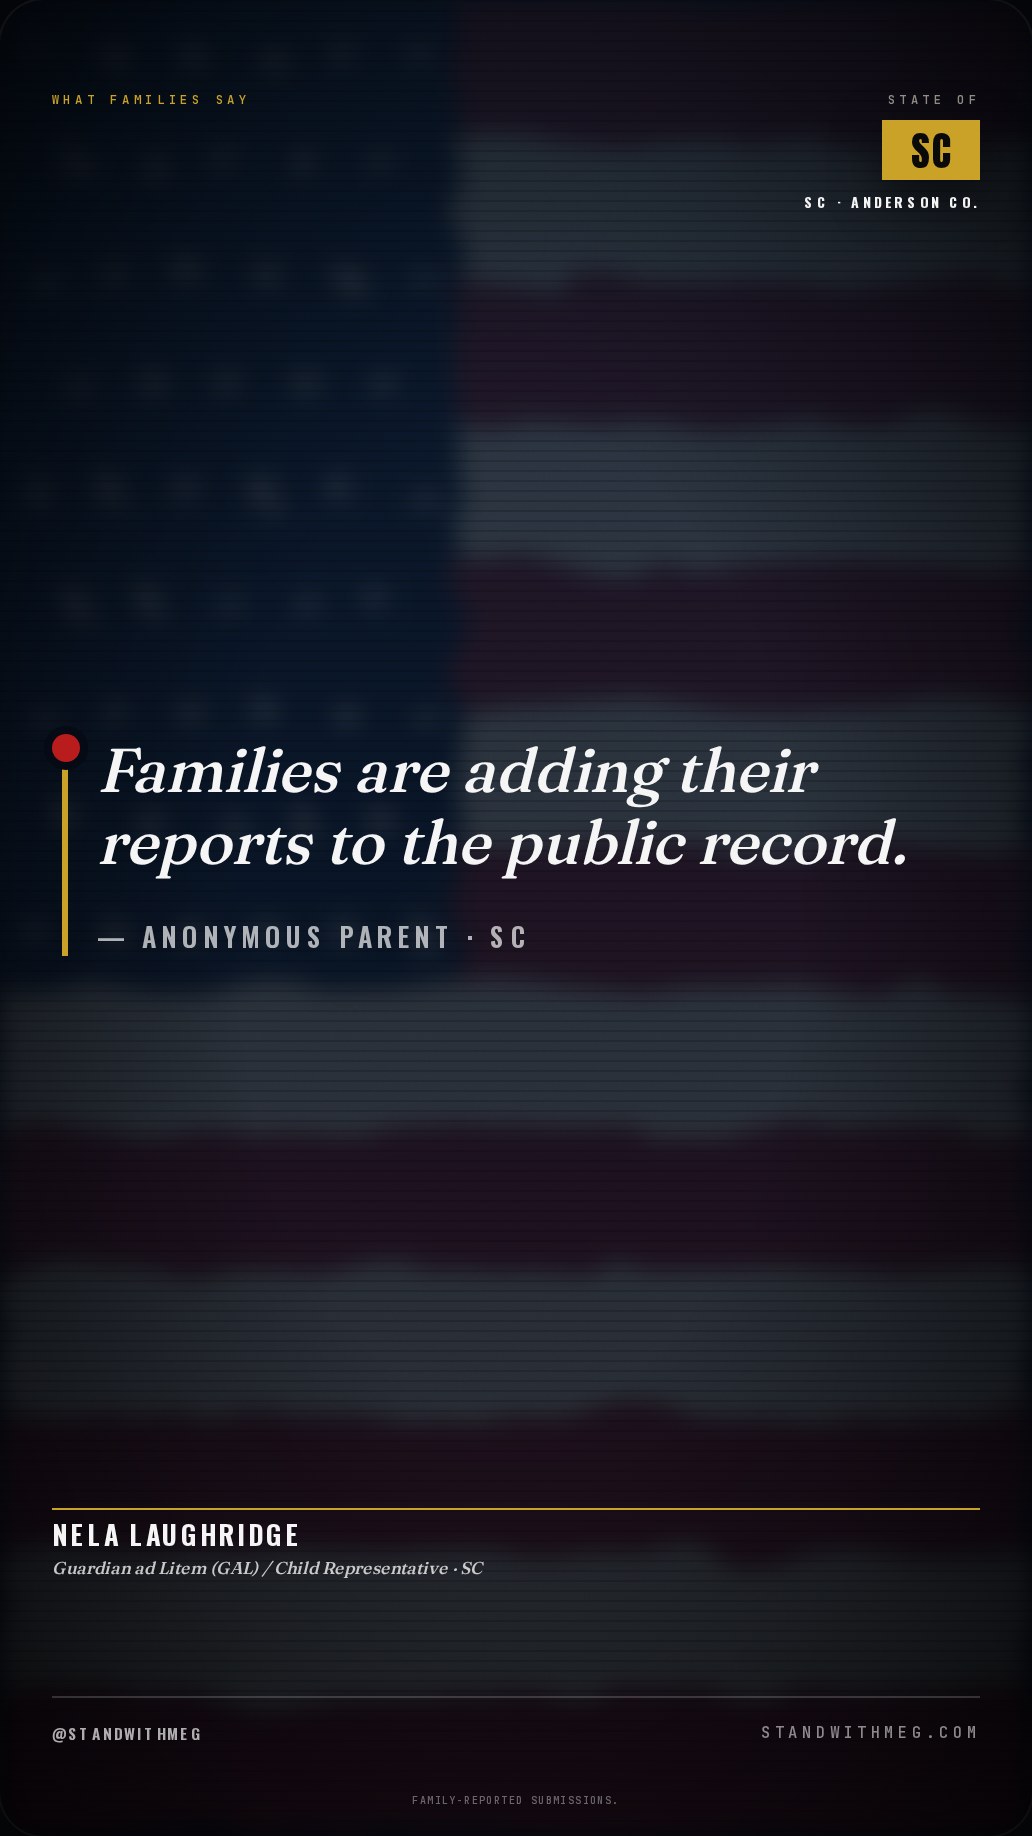 WHAT FAMILIES SAY
STATE OF
SC
SC · ANDERSON CO.
Families are adding their
reports to the public record.
— ANONYMOUS PARENT · SC
NELA LAUGHRIDGE
Guardian ad Litem (GAL) / Child Representative · SC
@STANDWITHMEG
STANDWITHMEG.COM
FAMILY-REPORTED SUBMISSIONS.